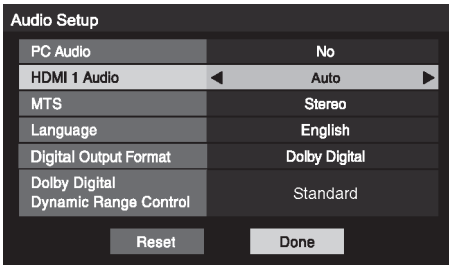 Audio Setup
PC Audio No
HDMI 1 Audio Auto
MTS Stereo
Language English
Digital Output Format Dolby Digital
Dolby Digital
Dynamic Range Control Standard
Reset Done